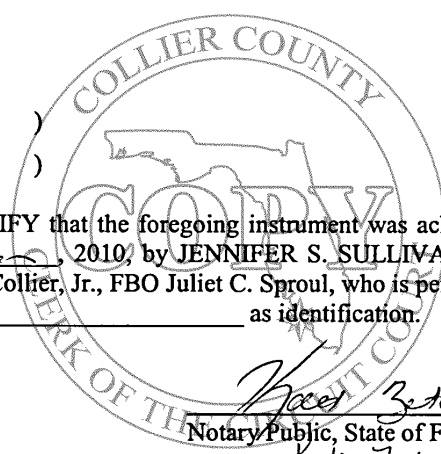 COLLIER COUNTY
)
)
COPY
IFY that the foregoing instrument was ac
, 2010, by JENNIFER S. SULLIVA
Collier, Jr., FBO Juliet C. Sproul, who is pe
as identification.
CLERK OF THE CIRCUIT COUR
Notary Public, State of F